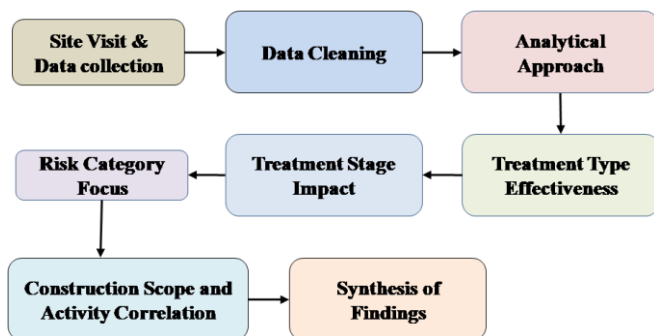 Site Visit &
Data collection
Data Cleaning
Analytical
Approach
Treatment Type
Effectiveness
Treatment Stage
Impact
Risk Category
Focus
Construction Scope and
Activity Correlation
Synthesis of
Findings